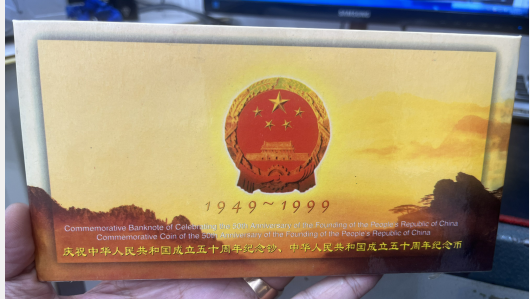 1949~1999
Commemorative Banknote of Celebrating the 50th Anniversary of the Founding of the People's Republic of China
Commemorative Coin of the 50th Anniversary of the Founding of the People's Republic of China
庆祝中华人民共和国成立五十周年纪念钞、中华人民共和国成立五十周年纪念币